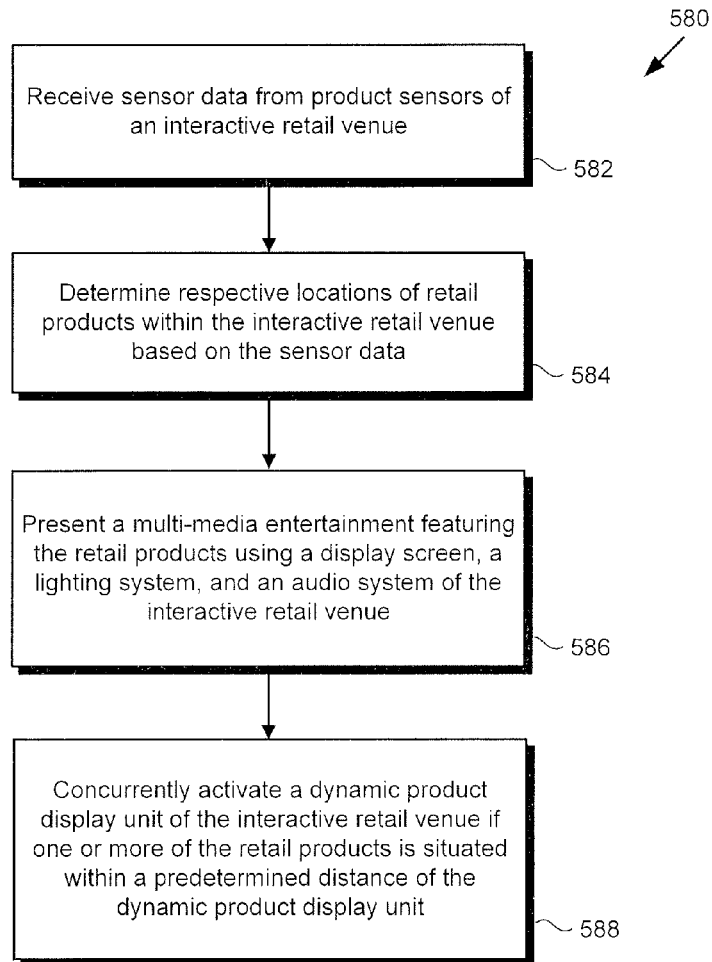 580
Receive sensor data from product sensors of
an interactive retail venue
582
Determine respective locations of retail
products within the interactive retail venue
based on the sensor data
584
Present a multi-media entertainment featuring
the retail products using a display screen, a
lighting system, and an audio system of the
interactive retail venue
586
Concurrently activate a dynamic product
display unit of the interactive retail venue if
one or more of the retail products is situated
within a predetermined distance of the
dynamic product display unit
588